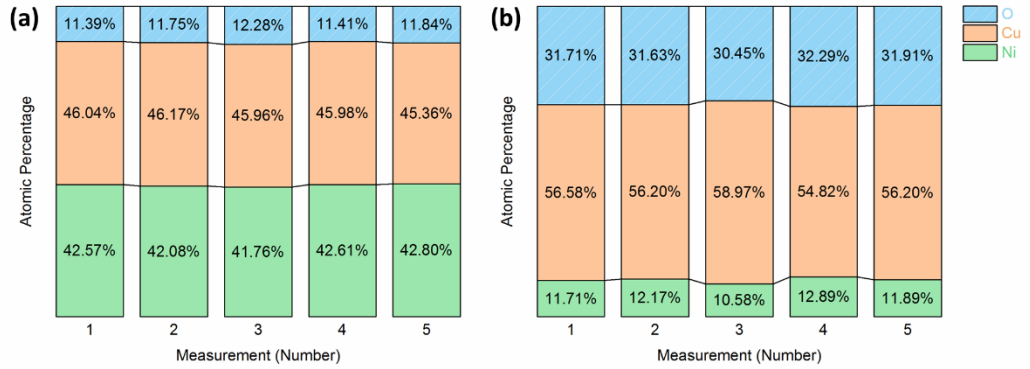 (a)
11.39% 11.75% 12.28% 11.41% 11.84%
46.04% 46.17% 45.96% 45.98% 45.36%
42.57% 42.08% 41.76% 42.61% 42.80%
Atomic Percentage
1 2 3 4 5
Measurement (Number)
(b)
31.71% 31.63% 30.45% 32.29% 31.91%
56.58% 56.20% 58.97% 54.82% 56.20%
11.71% 12.17% 10.58% 12.89% 11.89%
Atomic Percentage
1 2 3 4 5
Measurement (Number)
O
Cu
Ni